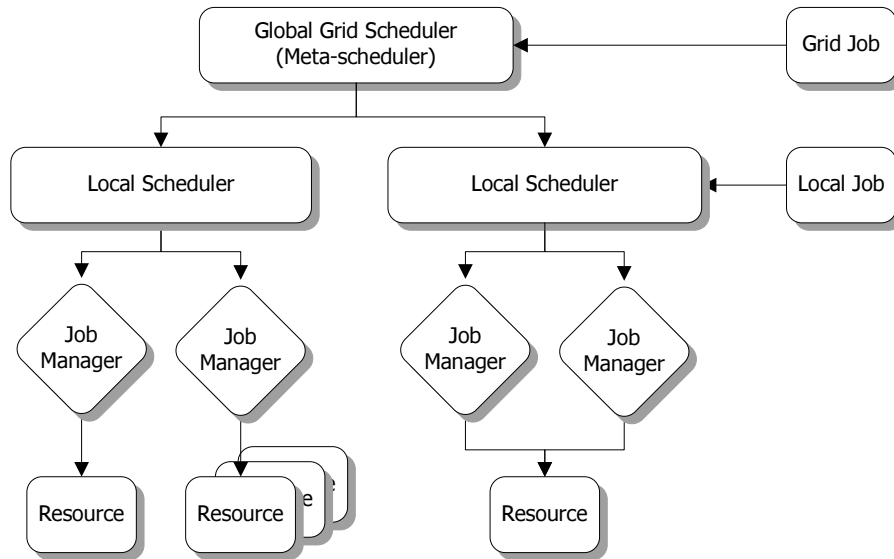 Global Grid Scheduler
(Meta-scheduler)
Grid Job
Local Scheduler
Local Scheduler
Local Job
Job
Manager
Job
Manager
Job
Manager
Job
Manager
Resource
Resource
Resource